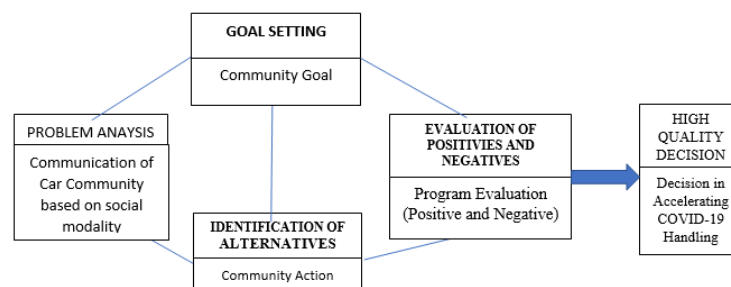 GOAL SETTING
Community Goal
PROBLEM ANAYSIS
Communication of
Car Community
based on social
modality
EVALUATION OF
POSITIVIES AND
NEGATIVES
Program Evaluation
(Positive and Negative)
IDENTIFICATION OF
ALTERNATIVES
Community Action
HIGH
QUALITY
DECISION
Decision in
Accelerating
COVID-19
Handling